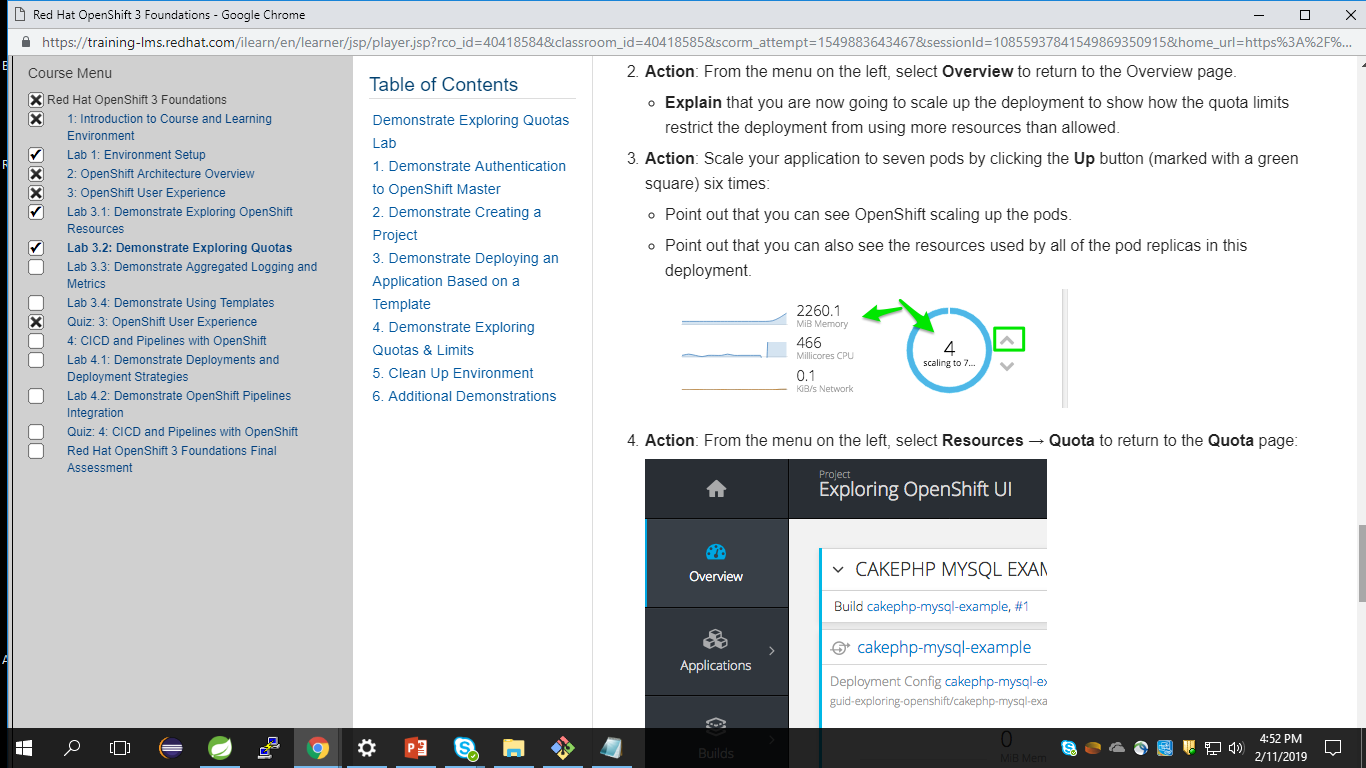 Red Hat OpenShift 3 Foundations - Google Chrome
https://training-lms.redhat.com/ilearn/en/learner/jsp/player.jsp?rco_id=40418584&classroom_id=40418585&scorm_attempt=1549883643467&sessionId=10855937841549869350915&home_url=https%3A%2F%...
Course Menu
Red Hat OpenShift 3 Foundations
1: Introduction to Course and Learning
Environment
Lab 1: Environment Setup
2: OpenShift Architecture Overview
3: OpenShift User Experience
Lab 3.1: Demonstrate Exploring OpenShift
Resources
Lab 3.2: Demonstrate Exploring Quotas
Lab 3.3: Demonstrate Aggregated Logging and
Metrics
Lab 3.4: Demonstrate Using Templates
Quiz: 3: OpenShift User Experience
4: CICD and Pipelines with OpenShift
Lab 4.1: Demonstrate Deployments and
Deployment Strategies
Lab 4.2: Demonstrate OpenShift Pipelines
Integration
Quiz: 4: CICD and Pipelines with OpenShift
Red Hat OpenShift 3 Foundations Final
Assessment
Table of Contents
Demonstrate Exploring Quotas
Lab
1. Demonstrate Authentication
to OpenShift Master
2. Demonstrate Creating a
Project
3. Demonstrate Deploying an
Application Based on a
Template
4. Demonstrate Exploring
Quotas & Limits
5. Clean Up Environment
6. Additional Demonstrations
2. Action: From the menu on the left, select Overview to return to the Overview page.
Explain that you are now going to scale up the deployment to show how the quota limits
restrict the deployment from using more resources than allowed.
3. Action: Scale your application to seven pods by clicking the Up button (marked with a green
square) six times:
Point out that you can see OpenShift scaling up the pods.
Point out that you can also see the resources used by all of the pod replicas in this
deployment.
2260.1
MiB Memory
466
Millicores CPU
0.1
KiB/s Network
4
scaling to 7...
4. Action: From the menu on the left, select Resources → Quota to return to the Quota page:
Project
Exploring OpenShift UI
Overview
Applications
Builds
CAKEPHP MYSQL EXAM
Build cakephp-mysql-example, #1
cakephp-mysql-example
Deployment Config cakephp-mysql-ex
guid-exploring-openshift/cakephp-mysql-exa
0
MiB Mem
4:52 PM
2/11/2019